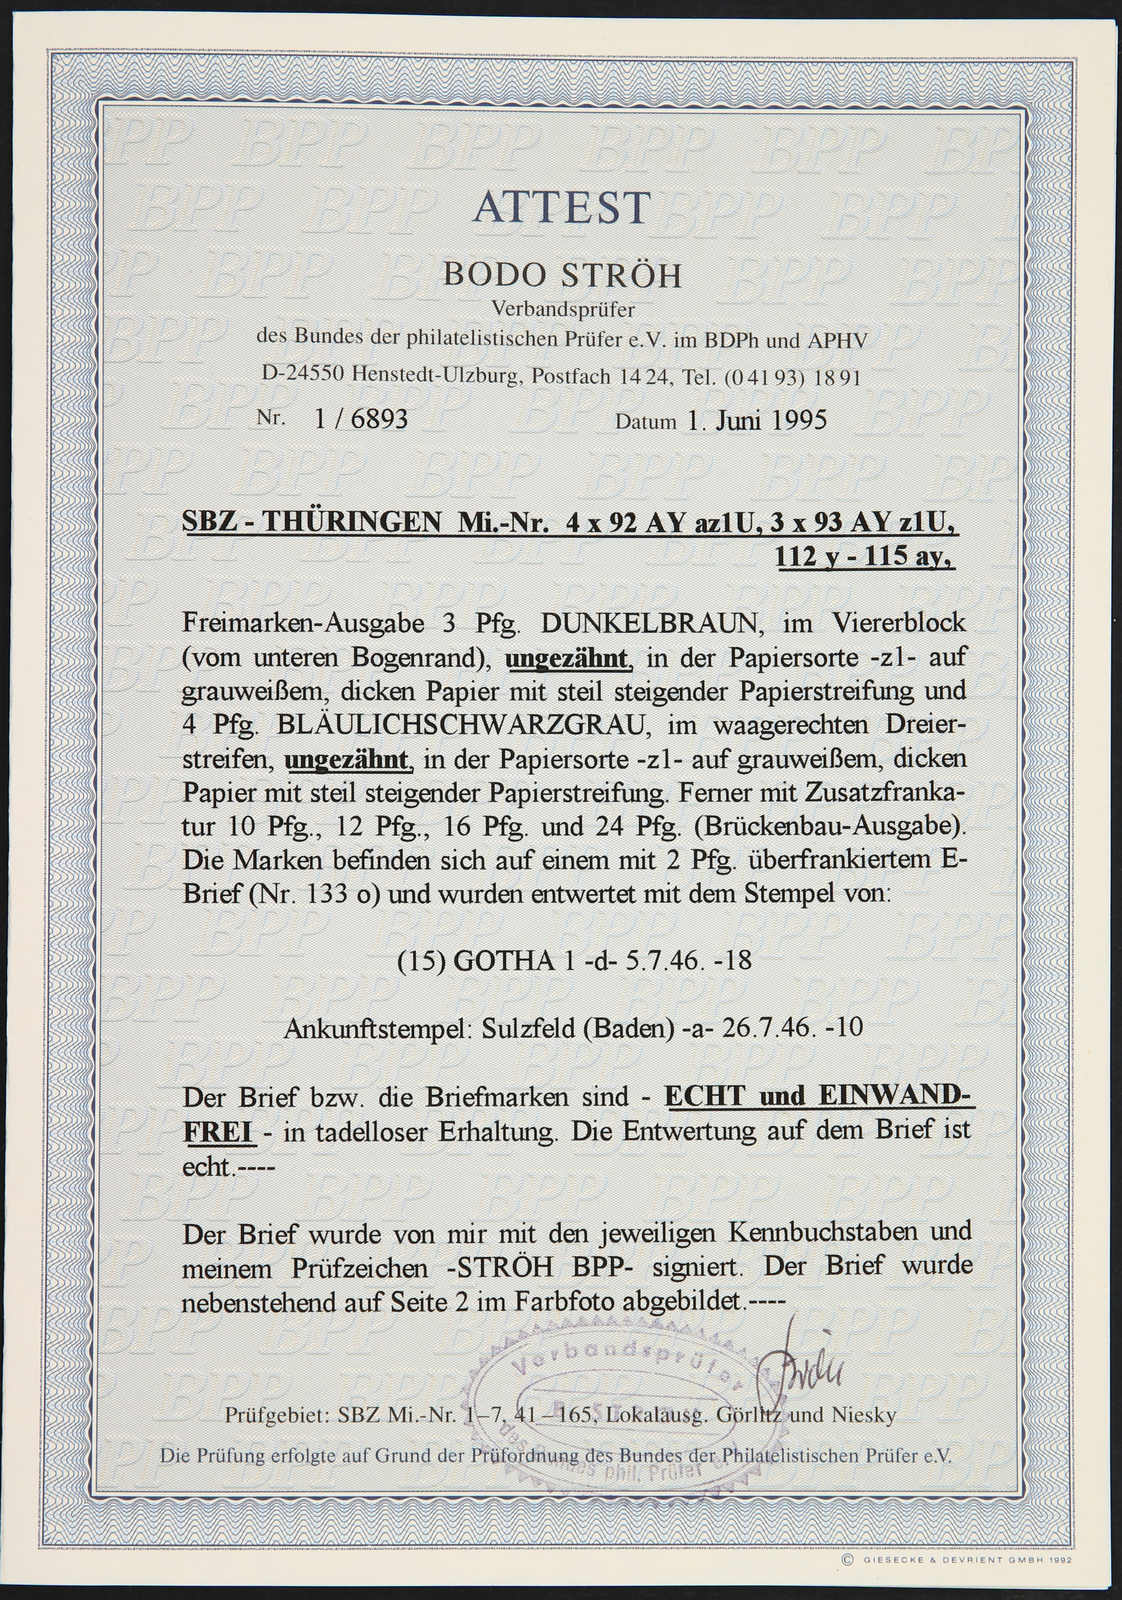 ATTEST
BODO STRÖH
Verbandsprüfer
des Bundes der philatelistischen Prüfer e.V. im BDPh und APHV
D-24550 Henstedt-Ulzburg, Postfach 14 24, Tel. (0 41 93) 18 91
Nr. 1 / 6893 Datum 1. Juni 1995
SBZ - THÜRINGEN Mi.-Nr. 4 x 92 AY az1U, 3 x 93 AY z1U,
112 y - 115 ay,
Freimarken-Ausgabe 3 Pfg. DUNKELBRAUN, im Viererblock
(vom unteren Bogenrand), ungezähnt, in der Papiersorte -z1- auf
grauweißem, dicken Papier mit steil steigender Papierstreifung und
4 Pfg. BLÄULICHSCHWARZGRAU, im waagerechten Dreier-
streifen, ungezähnt, in der Papiersorte -z1- auf grauweißem, dicken
Papier mit steil steigender Papierstreifung. Ferner mit Zusatzfranka-
tur 10 Pfg., 12 Pfg., 16 Pfg. und 24 Pfg. (Brückenbau-Ausgabe).
Die Marken befinden sich auf einem mit 2 Pfg. überfrankiertem E-
Brief (Nr. 133 o) und wurden entwertet mit dem Stempel von:
(15) GOTHA 1 -d- 5.7.46. -18
Ankunftstempel: Sulzfeld (Baden) -a- 26.7.46. -10
Der Brief bzw. die Briefmarken sind - ECHT und EINWAND-
FREI - in tadelloser Erhaltung. Die Entwertung auf dem Brief ist
echt.----
Der Brief wurde von mir mit den jeweiligen Kennbuchstaben und
meinem Prüfzeichen -STRÖH BPP- signiert. Der Brief wurde
nebenstehend auf Seite 2 im Farbfoto abgebildet.----
Verbandsprüfer
des Bundes phil. Prüfer
Prüfgebiet: SBZ Mi.-Nr. 1–7, 41–165, Lokalausg. Görlitz und Niesky
Die Prüfung erfolgte auf Grund der Prüfordnung des Bundes der Philatelistischen Prüfer e.V.
© GIESECKE & DEVRIENT GMBH 1992